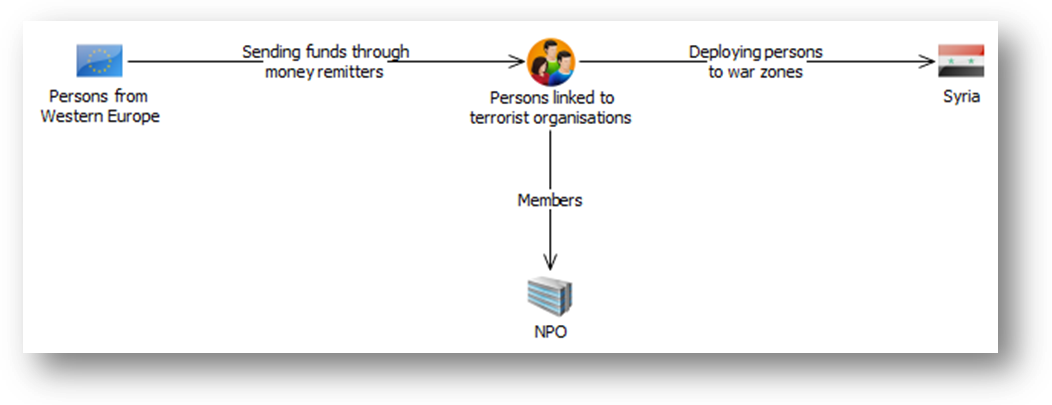 Sending funds through
money remitters
Deploying persons
to war zones
Persons from
Western Europe
Persons linked to
terrorist organisations
Syria
Members
NPO